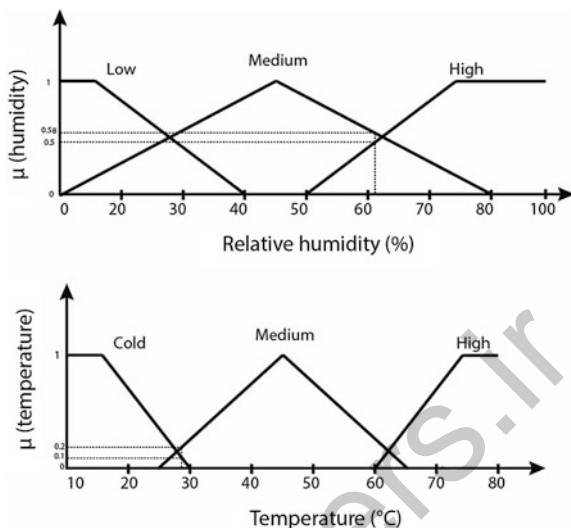 Low Medium High
1
0.58
0.5
0
μ (humidity)
0 20 30 40 50 60 70 80 100
Relative humidity (%)
Cold Medium High
1
0.2
0.1
0
μ (temperature)
10 20 30 40 50 60 70 80
Temperature (°C)
ers.ir